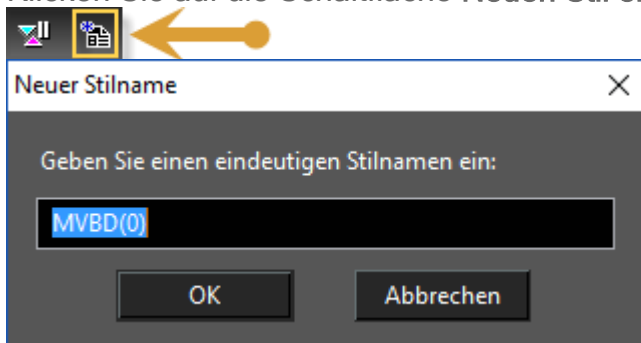 Neuer Stilname
Geben Sie einen eindeutigen Stilnamen ein:
MVBD(0)
OK
Abbrechen